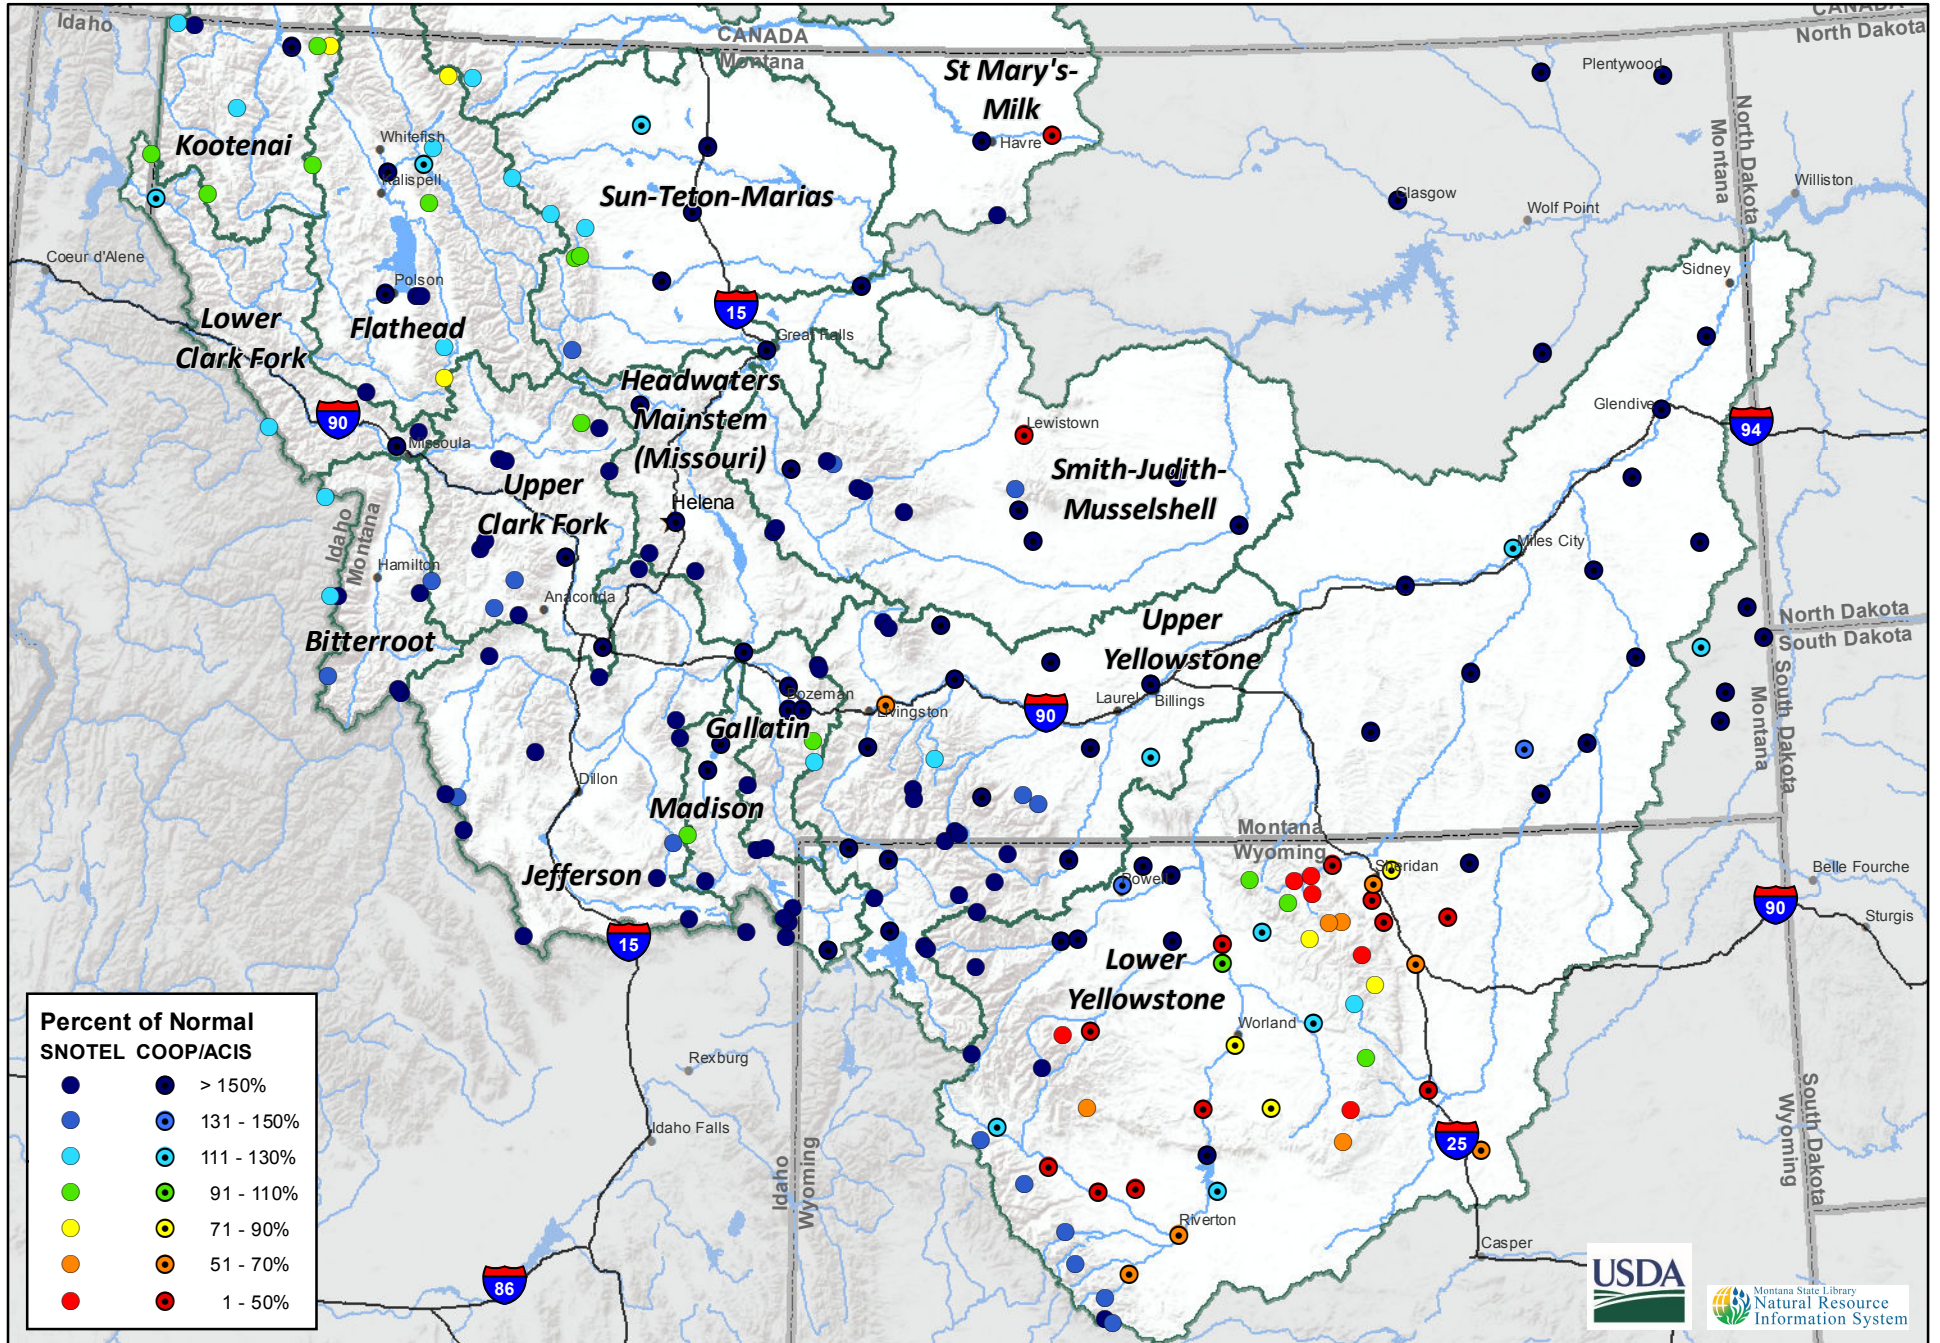 Idaho
CANADA
Montana
CANADA
North Dakota
St Mary's-
Milk
Plentywood
Kootenai
Whitefish
Kalispell
Havre
North Dakota
Montana
Sun-Teton-Marias
Glasgow
Wolf Point
Williston
Coeur d'Alene
Polson
Sidney
Lower
Clark Fork
Flathead
15
Great Falls
Headwaters
Mainstem
(Missouri)
90
Missoula
Lewistown
Glendive
94
Smith-Judith-
Musselshell
Upper
Clark Fork
Helena
Idaho
Montana
Hamilton
Anaconda
Miles City
Bitterroot
Upper
Yellowstone
North Dakota
South Dakota
Bozeman
Livingston
90
Laurel
Billings
Gallatin
South Dakota
Montana
Dillon
Madison
Montana
Wyoming
Jefferson
Powell
Sheridan
Belle Fourche
90
Sturgis
15
Lower
Yellowstone
Worland
Percent of Normal
SNOTEL COOP/ACIS
> 150%
131 - 150%
111 - 130%
91 - 110%
71 - 90%
51 - 70%
1 - 50%
Rexburg
Idaho Falls
Idaho
Wyoming
86
25
South Dakota
Wyoming
Riverton
Casper
USDA
Montana State Library
Natural Resource
Information System